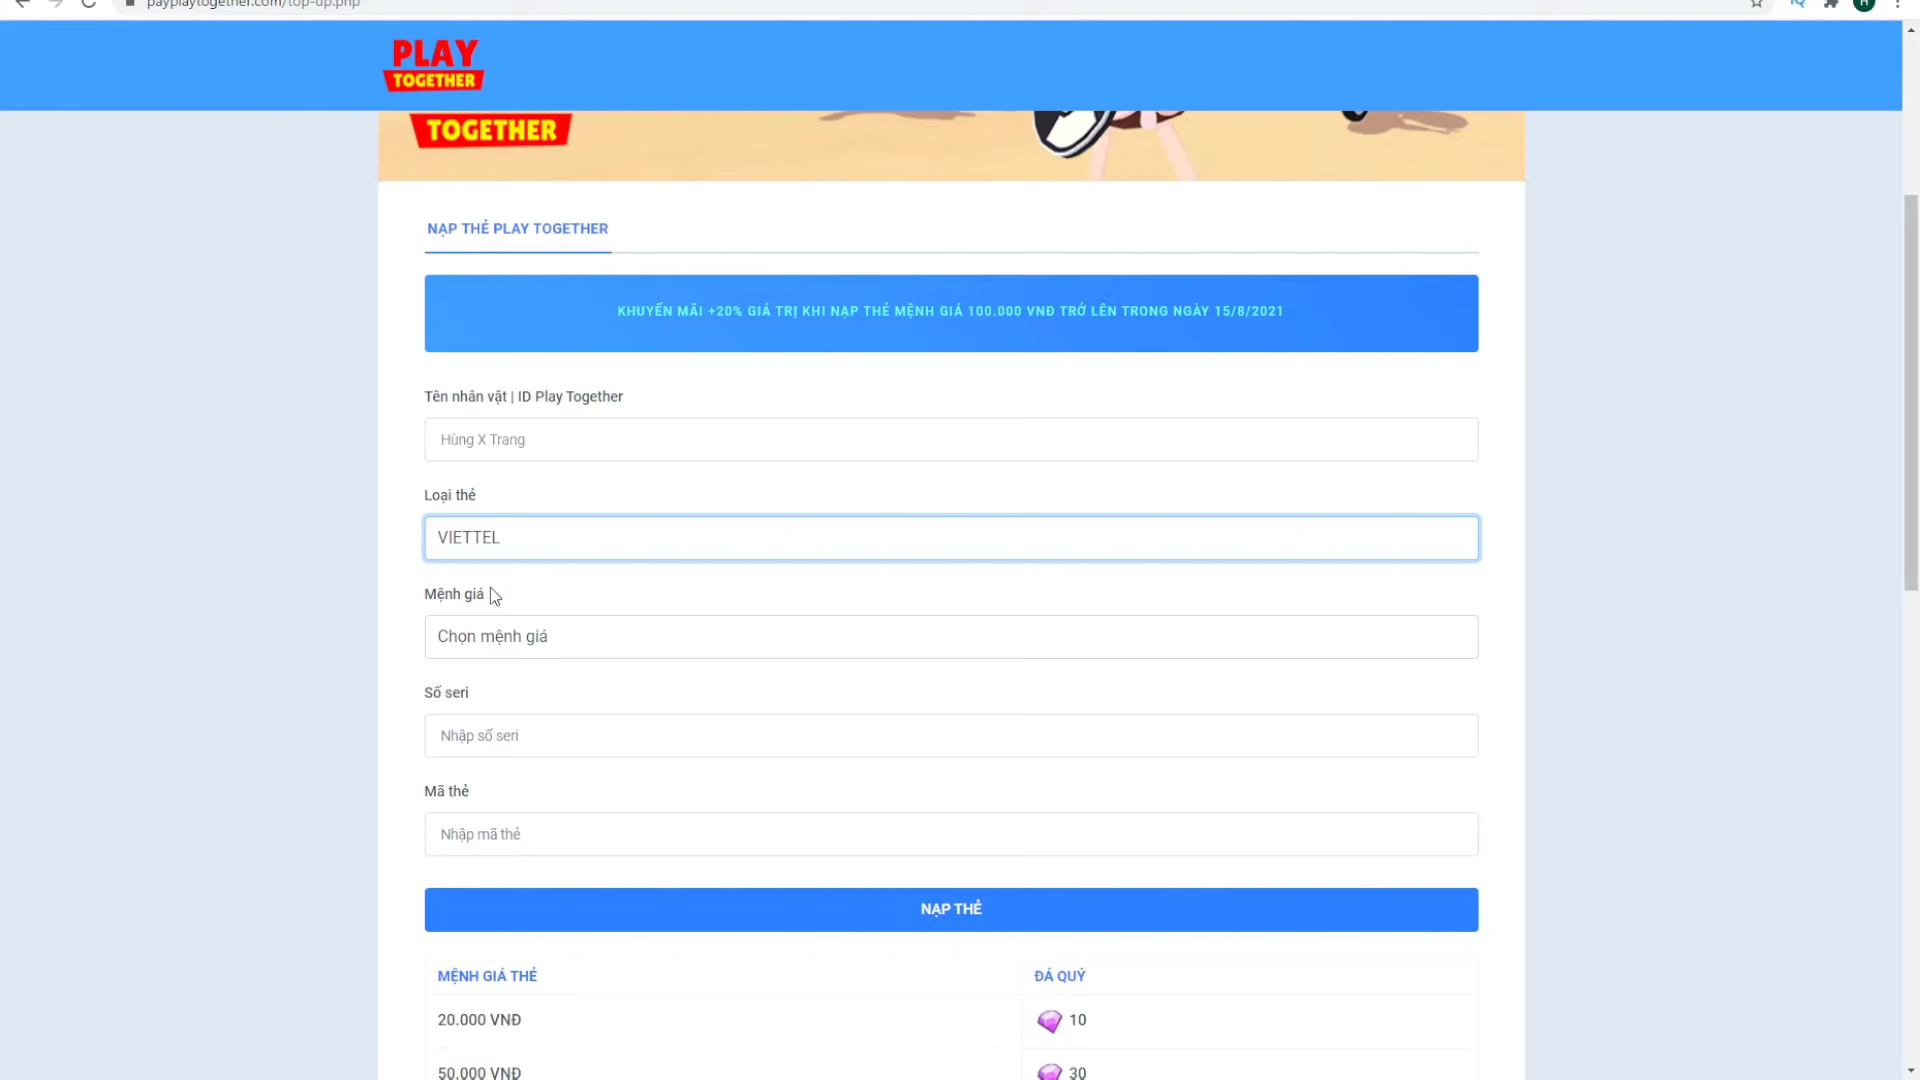 payplaytogether.com/top-up.php
H
PLAY
TOGETHER
TOGETHER
NẠP THẺ PLAY TOGETHER
KHUYẾN MÃI +20% GIÁ TRỊ KHI NẠP THẺ MỆNH GIÁ 100.000 VNĐ TRỞ LÊN TRONG NGÀY 15/8/2021
Tên nhân vật | ID Play Together
Hùng X Trang
Loại thẻ
VIETTEL
Mệnh giá
Chọn mệnh giá
Số seri
Nhập số seri
Mã thẻ
Nhập mã thẻ
NẠP THẺ
MỆNH GIÁ THẺ ĐÁ QUÝ
20.000 VNĐ 10
50.000 VNĐ 30